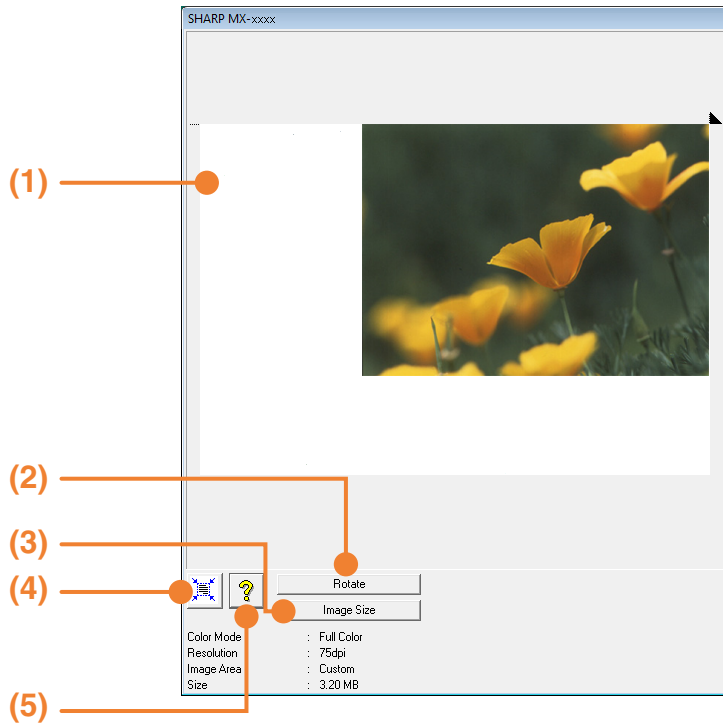 SHARP MX-xxxx
(1)
(2)
(3)
Rotate
(4)
?
Image Size
Color Mode : Full Color
Resolution : 75dpi
Image Area : Custom
Size : 3.20 MB
(5)